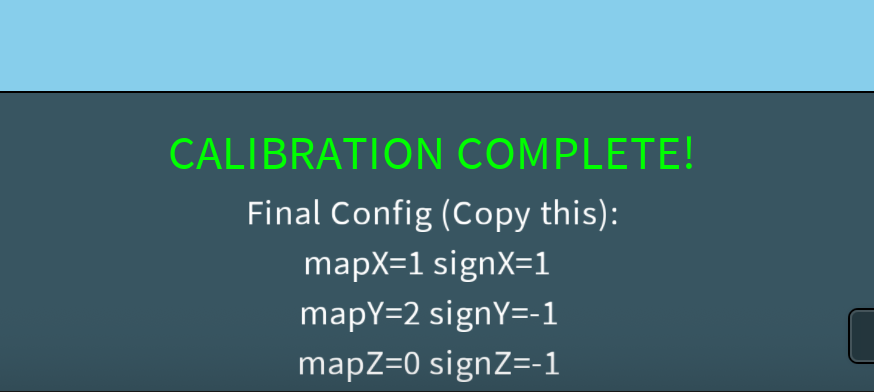 CALIBRATION COMPLETE!
Final Config (Copy this):
mapX=1 signX=1
mapY=2 signY=-1
mapZ=0 signZ=-1